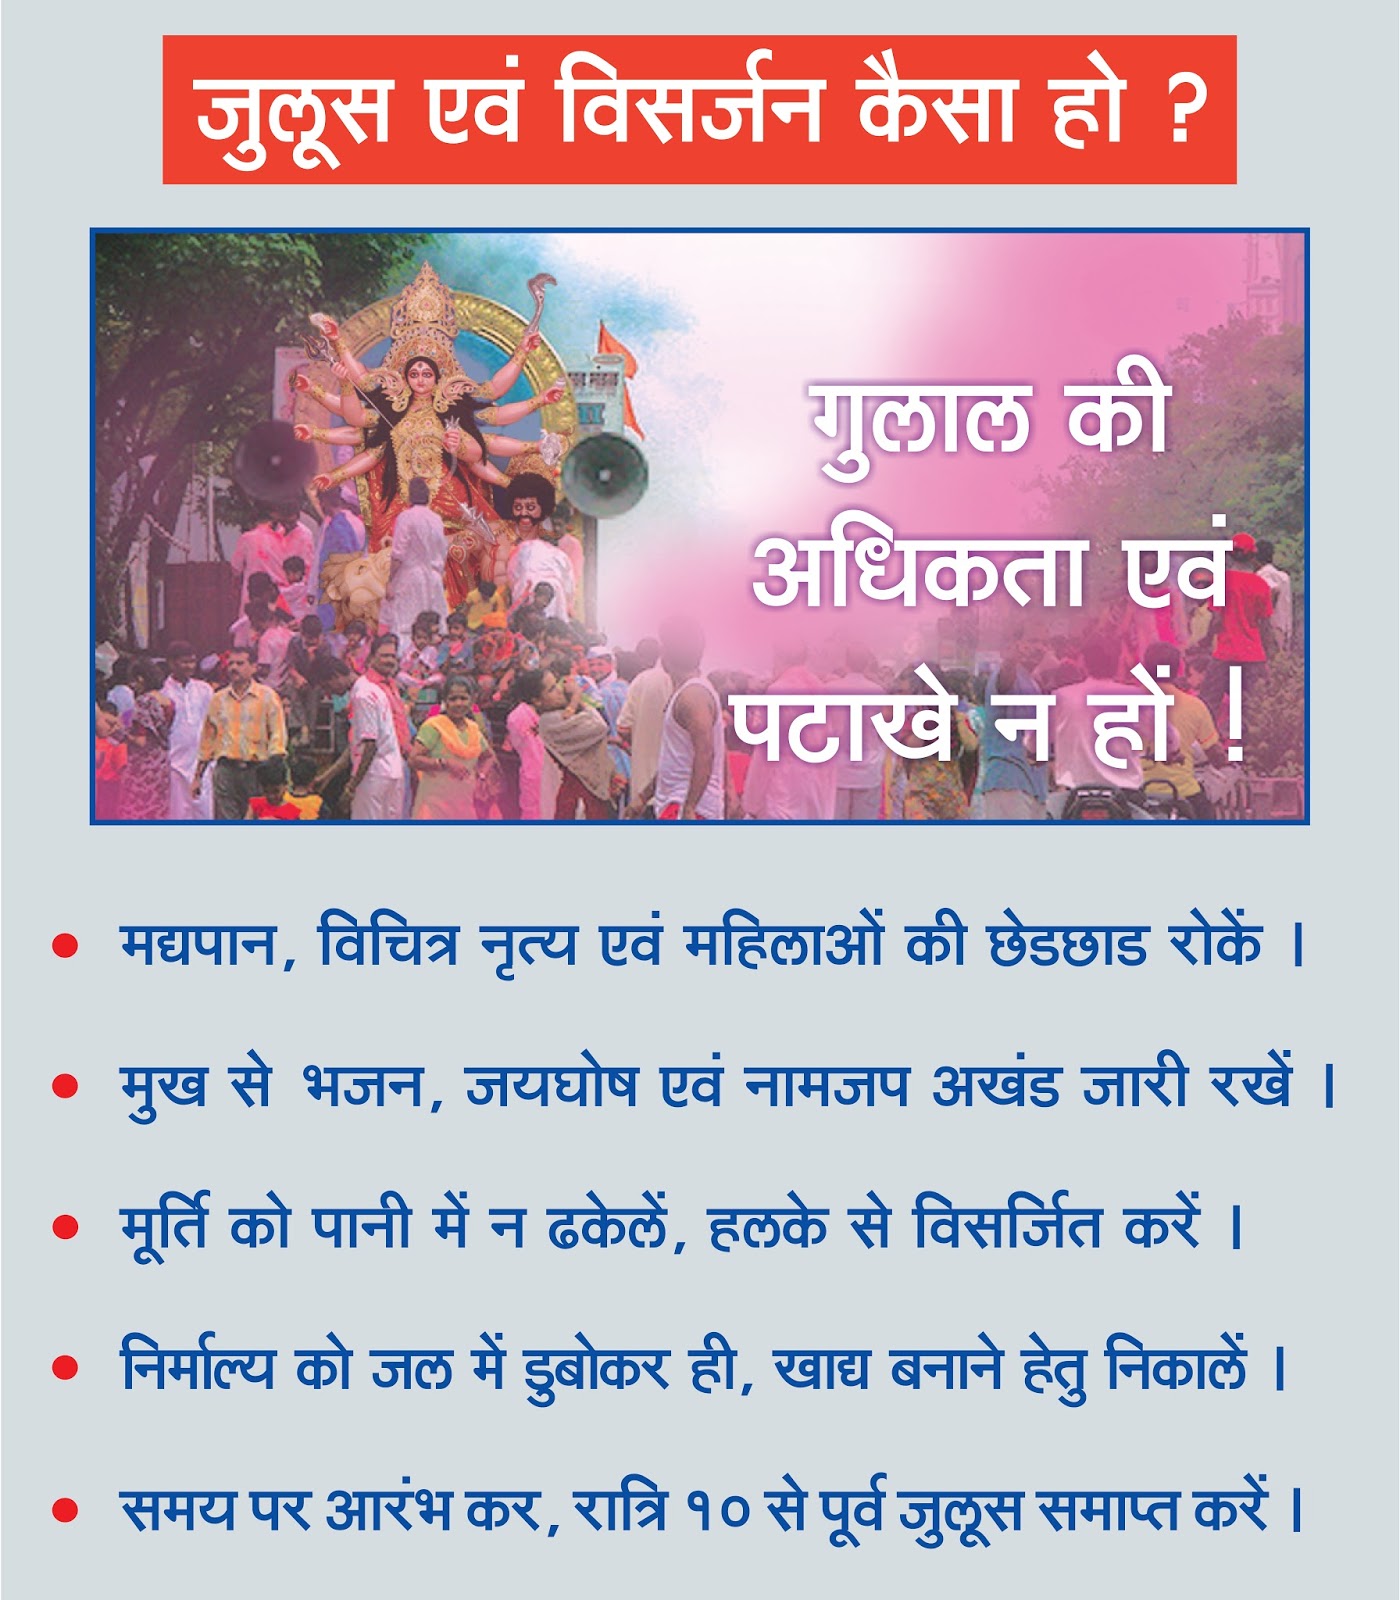 जुलूस एवं विसर्जन कैसा हो ?
गुलाल की
अधिकता एवं
पटाखे न हों !
• मद्यपान, विचित्र नृत्य एवं महिलाओं की छेडछाड रोकें ।
• मुख से भजन, जयघोष एवं नामजप अखंड जारी रखें ।
• मूर्ति को पानी में न ढकेलें, हलके से विसर्जित करें ।
• निर्माल्य को जल में डुबोकर ही, खाद्य बनाने हेतु निकालें ।
• समय पर आरंभ कर, रात्रि १० से पूर्व जुलूस समाप्त करें ।